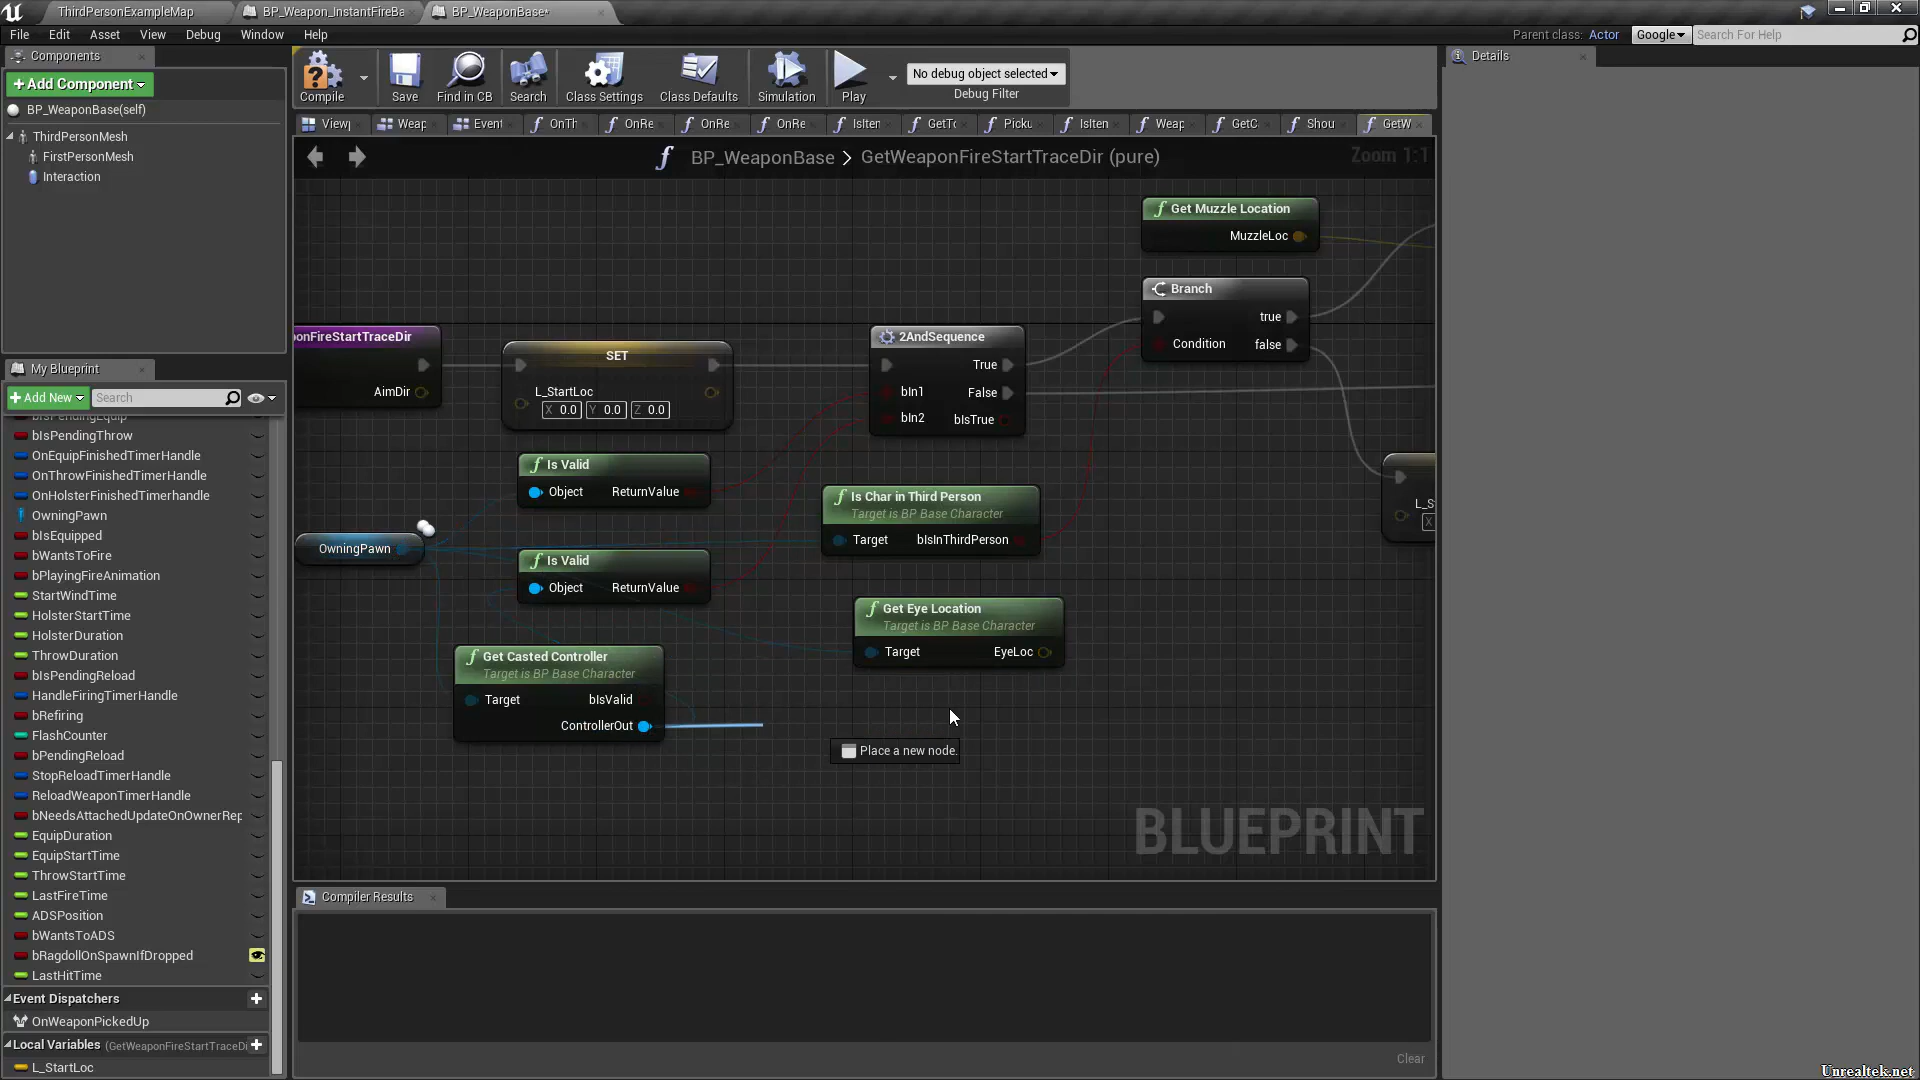 ThirdPersonExampleMap
BP_Weapon_InstantFireBa
BP_WeaponBase*
File Edit Asset View Debug Window Help
Parent class: Actor
Google
Search For Help
Components
Details
+Add Component
BP_WeaponBase(self)
ThirdPersonMesh
FirstPersonMesh
Interaction
Compile
Save
Find in CB
Search
Class Settings
Class Defaults
Simulation
Play
No debug object selected
Debug Filter
Viewp Weap Event OnTh OnRe OnRe OnRe IsIten GetTo Picku IsIten Weap GetC Shou GetW
BP_WeaponBase > GetWeaponFireStartTraceDir (pure)
Zoom 1:1
Get Muzzle Location
MuzzleLoc
Branch
true
Condition false
onFireStartTraceDir
AimDir
SET
L_StartLoc
X 0.0 Y 0.0 Z 0.0
2AndSequence
True
bIn1 False
bIn2 bIsTrue
Is Valid
Object ReturnValue
Is Char in Third Person
Target is BP Base Character
Target bIsInThirdPerson
L_S
X
OwningPawn
Is Valid
Object ReturnValue
Get Eye Location
Target is BP Base Character
Target EyeLoc
Get Casted Controller
Target is BP Base Character
Target bIsValid
ControllerOut
Place a new node.
BLUEPRINT
My Blueprint
+Add New
Search
bIsPendingEquip
bIsPendingThrow
OnEquipFinishedTimerHandle
OnThrowFinishedTimerHandle
OnHolsterFinishedTimerhandle
OwningPawn
bIsEquipped
bWantsToFire
bPlayingFireAnimation
StartWindTime
HolsterStartTime
HolsterDuration
ThrowDuration
bIsPendingReload
HandleFiringTimerHandle
bRefiring
FlashCounter
bPendingReload
StopReloadTimerHandle
ReloadWeaponTimerHandle
bNeedsAttachedUpdateOnOwnerRep
EquipDuration
EquipStartTime
ThrowStartTime
LastFireTime
ADSPosition
bWantsToADS
bRagdollOnSpawnIfDropped
LastHitTime
Event Dispatchers
OnWeaponPickedUp
Local Variables (GetWeaponFireStartTraceDi
L_StartLoc
Compiler Results
Clear
Unrealtek.net